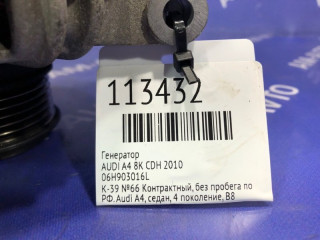 113432
Генератор
AUDI A4 8K CDH 2010
06H903016L
К-39 №66 Контрактный, без пробега по
РФ. Audi A4, седан, 4 поколение, B8